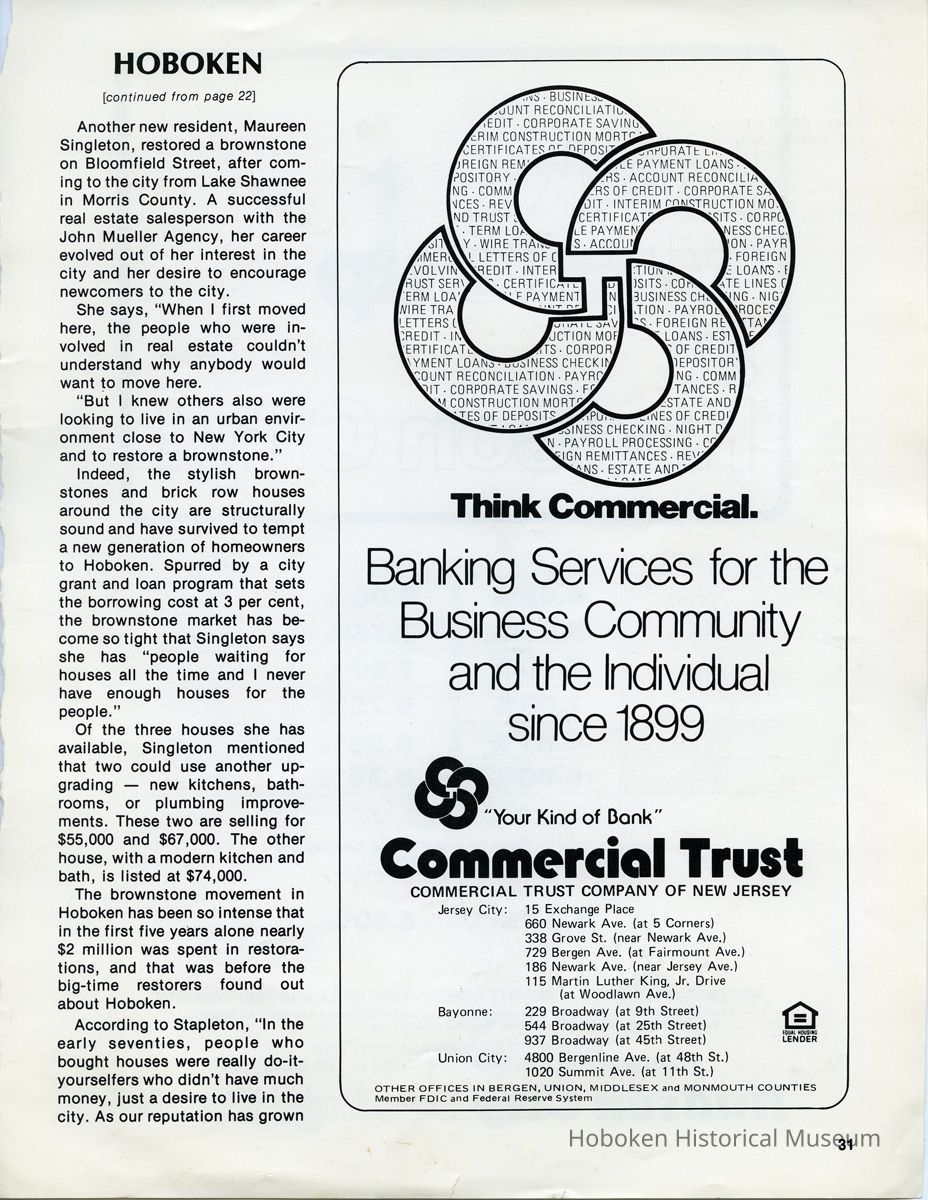 HOBOKEN
[continued from page 22]
Another new resident, Maureen
Singleton, restored a brownstone
on Bloomfield Street, after com-
ing to the city from Lake Shawnee
in Morris County. A successful
real estate salesperson with the
John Mueller Agency, her career
evolved out of her interest in the
city and her desire to encourage
newcomers to the city.
She says, “When I first moved
here, the people who were in-
volved in real estate couldn’t
understand why anybody would
want to move here.
“But I knew others also were
looking to live in an urban envir-
onment close to New York City
and to restore a brownstone.”
Indeed, the stylish brown-
stones and brick row houses
around the city are structurally
sound and have survived to tempt
a new generation of homeowners
to Hoboken. Spurred by a city
grant and loan program that sets
the borrowing cost at 3 per cent,
the brownstone market has be-
come so tight that Singleton says
she has “people waiting for
houses all the time and I never
have enough houses for the
people.”
Of the three houses she has
available, Singleton mentioned
that two could use another up-
grading — new kitchens, bath-
rooms, or plumbing improve-
ments. These two are selling for
$55,000 and $67,000. The other
house, with a modern kitchen and
bath, is listed at $74,000.
The brownstone movement in
Hoboken has been so intense that
in the first five years alone nearly
$2 million was spent in restora-
tions, and that was before the
big-time restorers found out
about Hoboken.
According to Stapleton, “In the
early seventies, people who
bought houses were really do-it-
yourselfers who didn’t have much
money, just a desire to live in the
city. As our reputation has grown
Think Commercial.
Banking Services for the
Business Community
and the Individual
since 1899
“Your Kind of Bank”
Commercial Trust
COMMERCIAL TRUST COMPANY OF NEW JERSEY
Jersey City: 15 Exchange Place
660 Newark Ave. (at 5 Corners)
338 Grove St. (near Newark Ave.)
729 Bergen Ave. (at Fairmount Ave.)
186 Newark Ave. (near Jersey Ave.)
115 Martin Luther King, Jr. Drive
(at Woodlawn Ave.)
Bayonne: 229 Broadway (at 9th Street)
544 Broadway (at 25th Street)
937 Broadway (at 45th Street)
Union City: 4800 Bergenline Ave. (at 48th St.)
1020 Summit Ave. (at 11th St.)
EQUAL HOUSING
LENDER
OTHER OFFICES IN BERGEN, UNION, MIDDLESEX and MONMOUTH COUNTIES
Member FDIC and Federal Reserve System
Hoboken Historical Museum
31